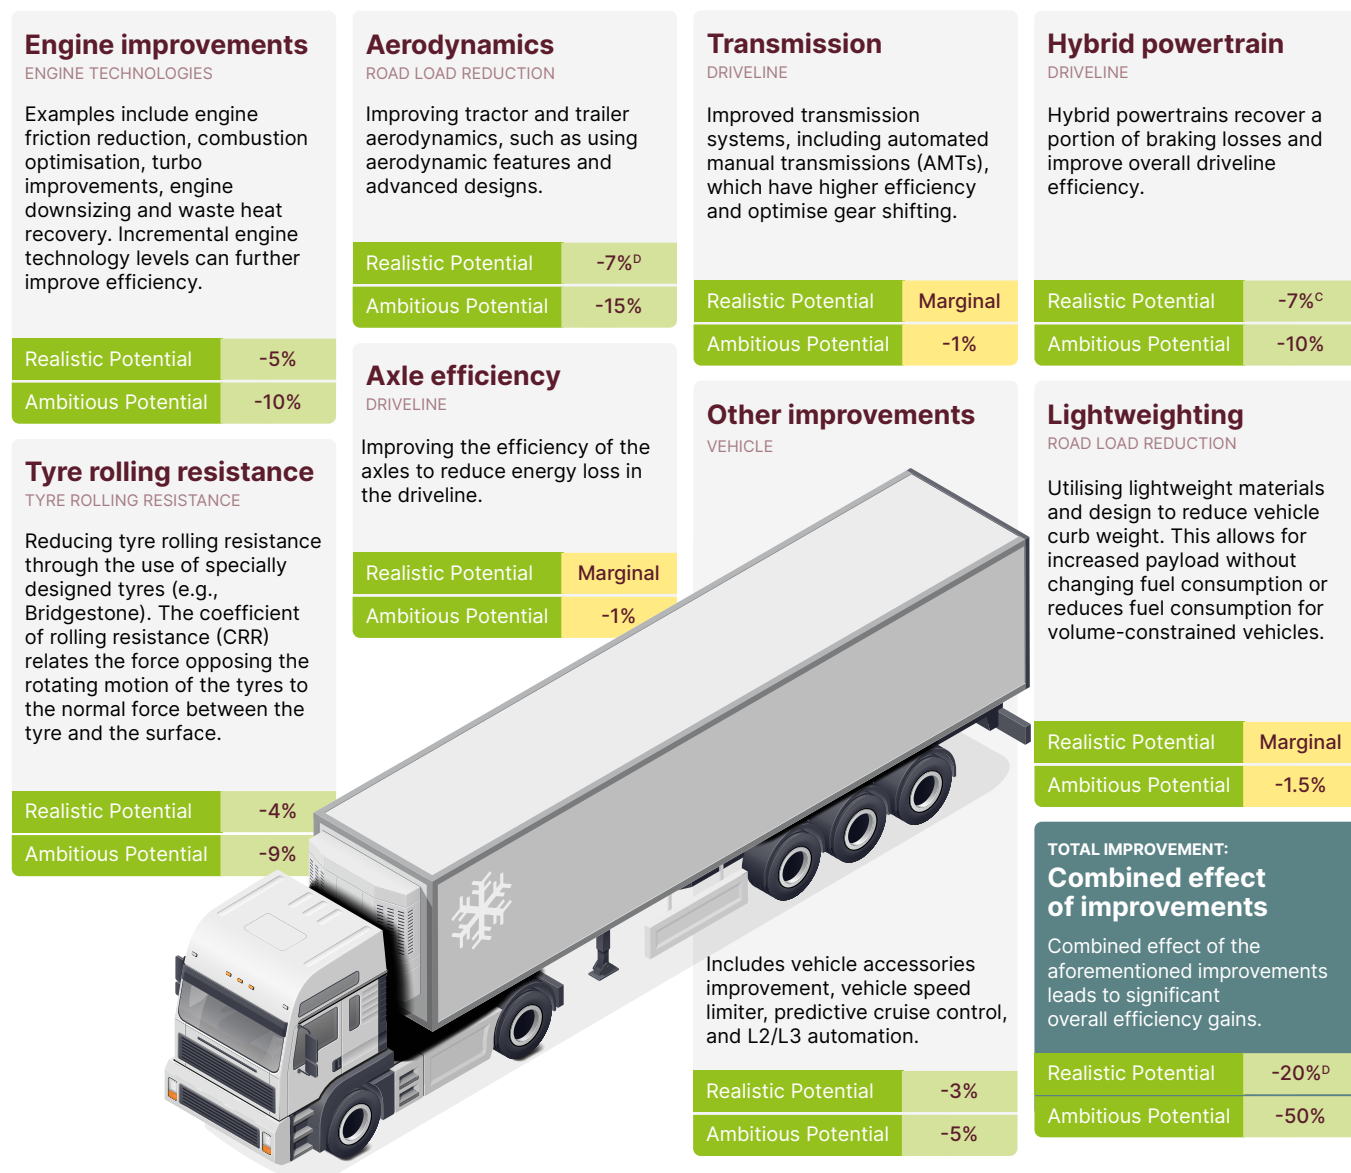 Engine improvements
ENGINE TECHNOLOGIES
Examples include engine
friction reduction, combustion
optimisation, turbo
improvements, engine
downsizing and waste heat
recovery. Incremental engine
technology levels can further
improve efficiency.
Realistic Potential -5%
Ambitious Potential -10%
Tyre rolling resistance
TYRE ROLLING RESISTANCE
Reducing tyre rolling resistance
through the use of specially
designed tyres (e.g.,
Bridgestone). The coefficient
of rolling resistance (CRR)
relates the force opposing the
rotating motion of the tyres to
the normal force between the
tyre and the surface.
Realistic Potential -4%
Ambitious Potential -9%
Aerodynamics
ROAD LOAD REDUCTION
Improving tractor and trailer
aerodynamics, such as using
aerodynamic features and
advanced designs.
Realistic Potential -7%ᴰ
Ambitious Potential -15%
Axle efficiency
DRIVELINE
Improving the efficiency of the
axles to reduce energy loss in
the driveline.
Realistic Potential Marginal
Ambitious Potential -1%
Transmission
DRIVELINE
Improved transmission
systems, including automated
manual transmissions (AMTs),
which have higher efficiency
and optimise gear shifting.
Realistic Potential Marginal
Ambitious Potential -1%
Other improvements
VEHICLE
Includes vehicle accessories
improvement, vehicle speed
limiter, predictive cruise control,
and L2/L3 automation.
Realistic Potential -3%
Ambitious Potential -5%
Hybrid powertrain
DRIVELINE
Hybrid powertrains recover a
portion of braking losses and
improve overall driveline
efficiency.
Realistic Potential -7%ᶜ
Ambitious Potential -10%
Lightweighting
ROAD LOAD REDUCTION
Utilising lightweight materials
and design to reduce vehicle
curb weight. This allows for
increased payload without
changing fuel consumption or
reduces fuel consumption for
volume-constrained vehicles.
Realistic Potential Marginal
Ambitious Potential -1.5%
TOTAL IMPROVEMENT:
Combined effect
of improvements
Combined effect of the
aforementioned improvements
leads to significant
overall efficiency gains.
Realistic Potential -20%ᴰ
Ambitious Potential -50%